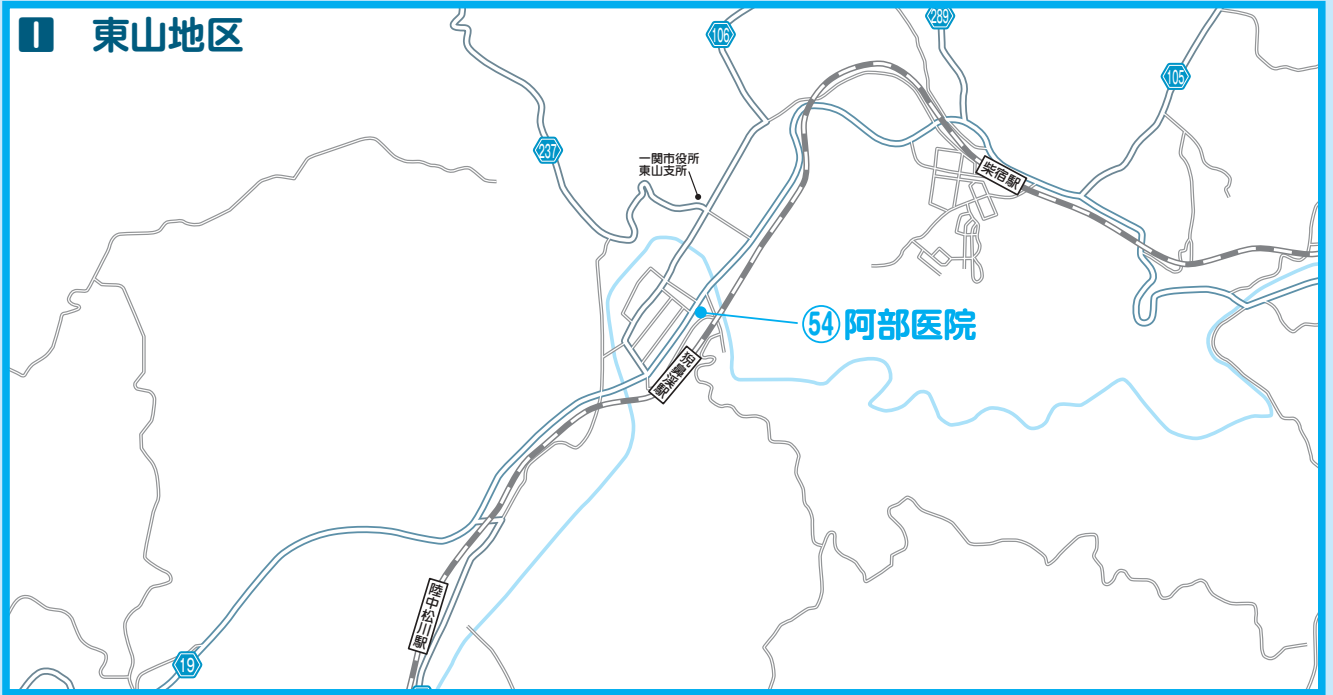 I 東山地区
289
106
105
237
一関市役所
東山支所
柴宿駅
54 阿部医院
猊鼻渓駅
陸中松川駅
19